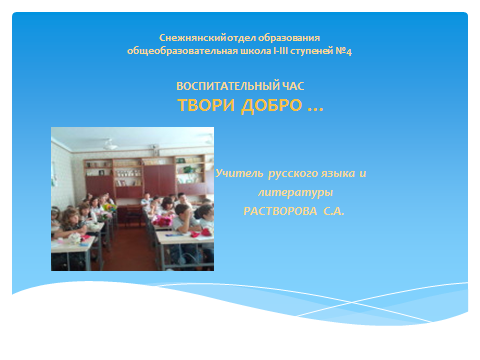 Снежнянский отдел образования
общеобразовательная школа I-III ступеней №4
ВОСПИТАТЕЛЬНЫЙ ЧАС
ТВОРИ ДОБРО ...
Учитель русского языка и
литературы
РАСТВОРОВА С.А.